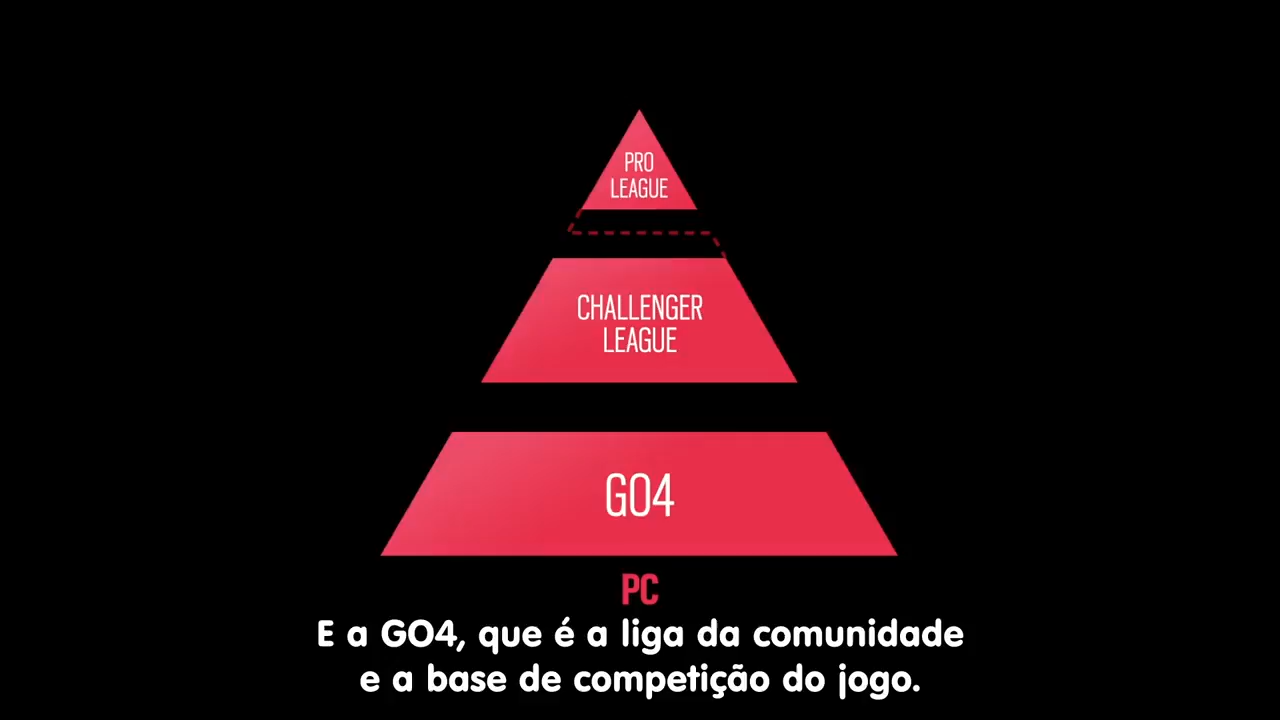 PRO
LEAGUE
CHALLENGER
LEAGUE
GO4
PC
E a GO4, que é a liga da comunidade
e a base de competição do jogo.